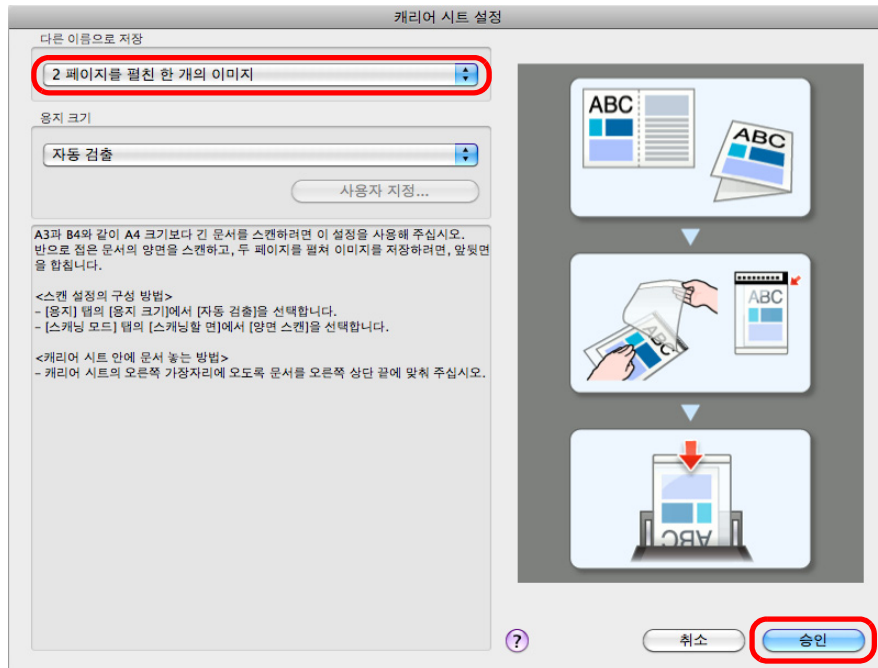 캐리어 시트 설정
다른 이름으로 저장
2 페이지를 펼친 한 개의 이미지
용지 크기
자동 검출
사용자 지정...
A3과 B4와 같이 A4 크기보다 긴 문서를 스캔하려면 이 설정을 사용해 주십시오.
반으로 접은 문서의 양면을 스캔하고, 두 페이지를 펼쳐 이미지를 저장하려면, 앞뒷면
을 합칩니다.
<스캔 설정의 구성 방법>
- [용지] 탭의 [용지 크기]에서 [자동 검출]을 선택합니다.
- [스캐닝 모드] 탭의 [스캐닝할 면]에서 [양면 스캔]을 선택합니다.
<캐리어 시트 안에 문서 놓는 방법>
- 캐리어 시트의 오른쪽 가장자리에 오도록 문서를 오른쪽 상단 끝에 맞춰 주십시오.
ABC
ABC
ABC
ABC
ABC
?
취소
승인